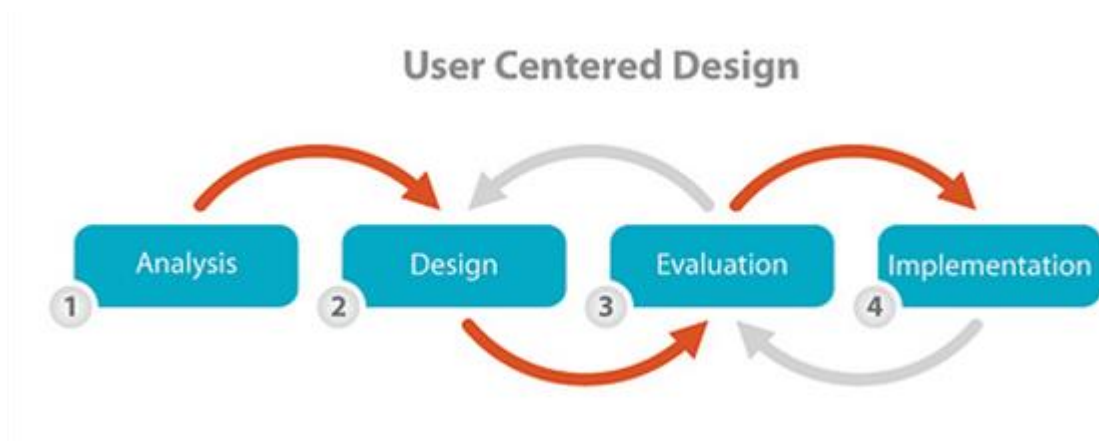 User Centered Design
Analysis
Design
Evaluation
Implementation
1
2
3
4